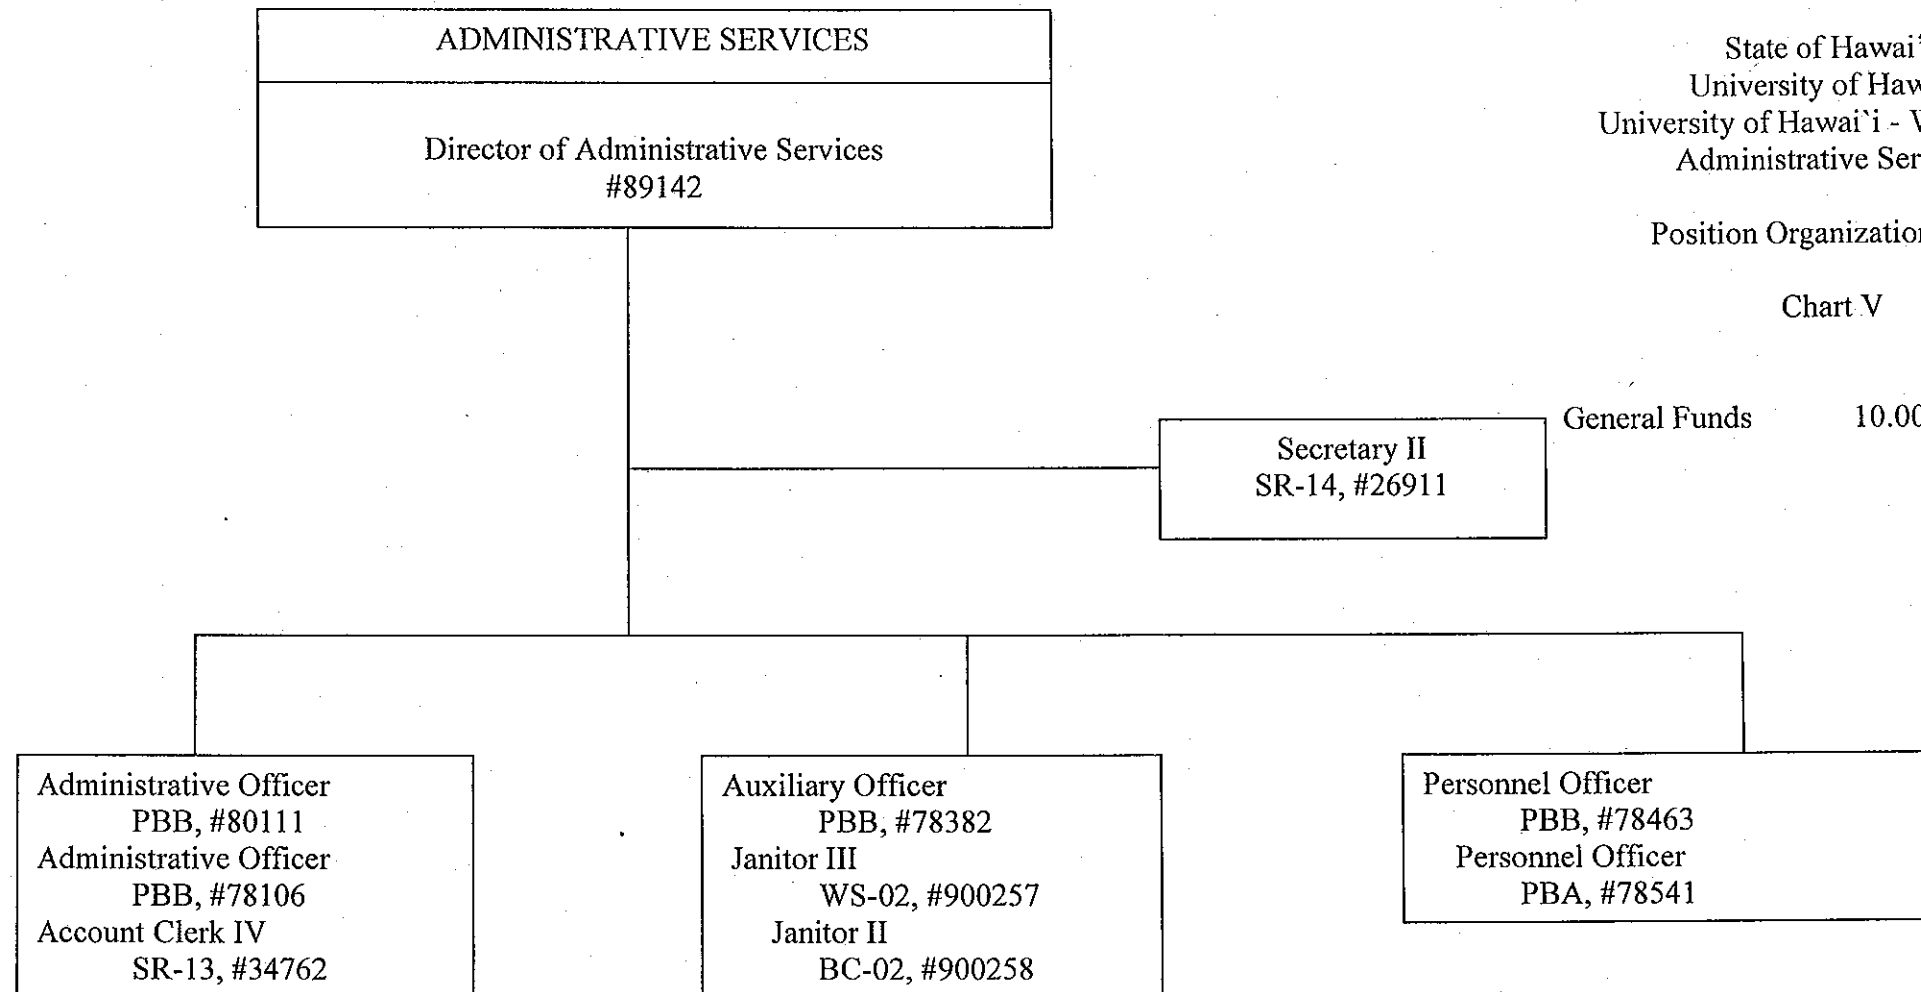 ADMINISTRATIVE SERVICES
Director of Administrative Services
#89142
State of Hawai`
University of Haw
University of Hawai`i -
Administrative Ser
Position Organization
Chart V
General Funds 10.00
Secretary II
SR-14, #26911
Administrative Officer
PBB, #80111
Administrative Officer
PBB, #78106
Account Clerk IV
SR-13, #34762
Auxiliary Officer
PBB, #78382
Janitor III
WS-02, #900257
Janitor II
BC-02, #900258
Personnel Officer
PBB, #78463
Personnel Officer
PBA, #78541